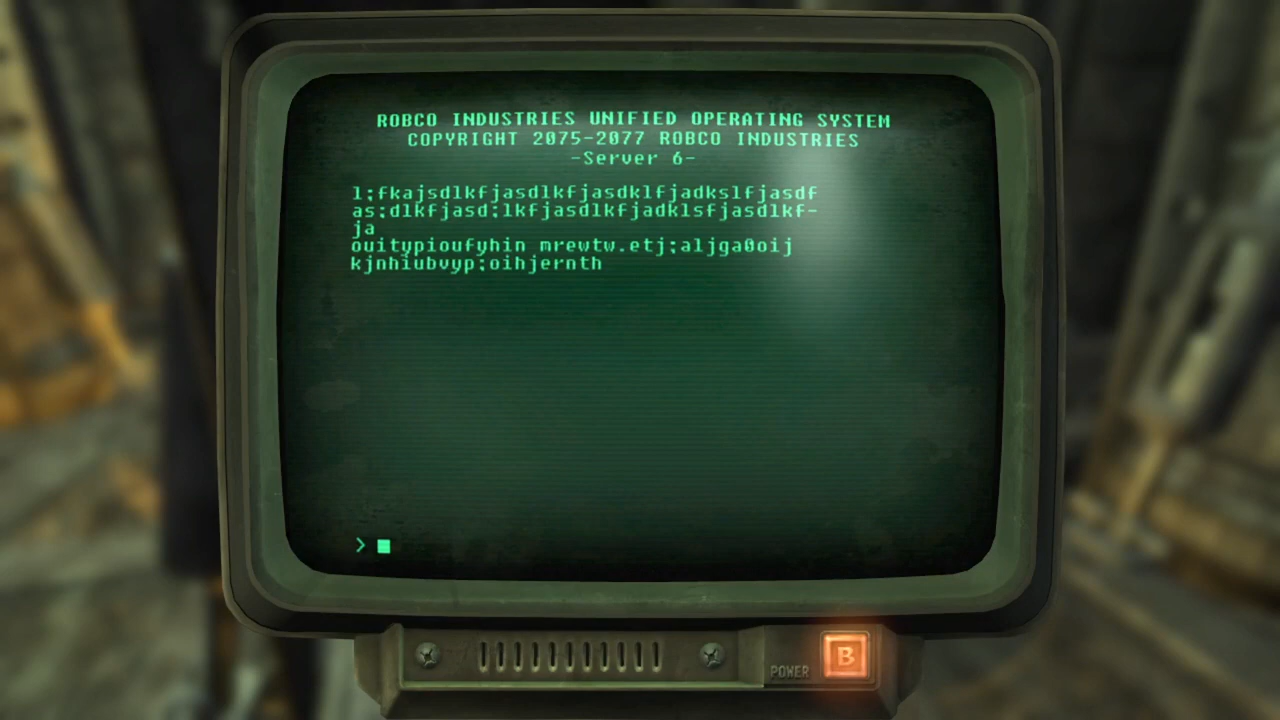 ROBCO INDUSTRIES UNIFIED OPERATING SYSTEM
COPYRIGHT 2075-2077 ROBCO INDUSTRIES
-Server 6-
l;fkajsdlkfjasdlkfjasdklfjadkslfjasdf
as;dlkfjasd;lkfjasdlkfjadklsfjasdlkf-
ja
ouitypioufyhin mrewtw.etj;aljga0oij
kjnhiubvyp;oihjernth
>
POWER
B